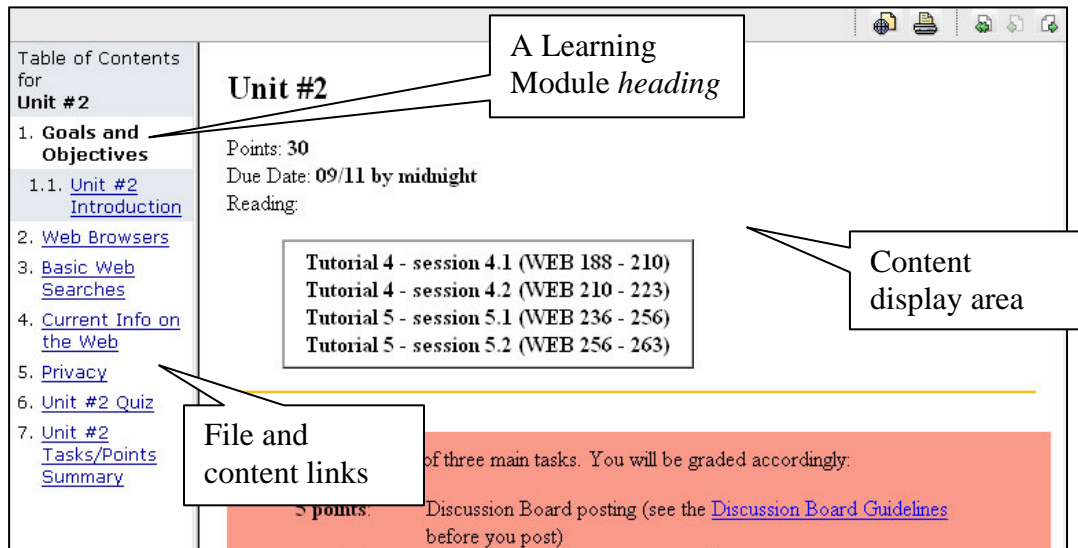 Table of Contents
for
Unit #2
1. Goals and
Objectives
1.1. Unit #2
Introduction
2. Web Browsers
3. Basic Web
Searches
4. Current Info on
the Web
5. Privacy
6. Unit #2 Quiz
7. Unit #2
Tasks/Points
Summary
A Learning
Module heading
Unit #2
Points: 30
Due Date: 09/11 by midnight
Reading:
Tutorial 4 - session 4.1 (WEB 188 - 210)
Tutorial 4 - session 4.2 (WEB 210 - 223)
Tutorial 5 - session 5.1 (WEB 236 - 256)
Tutorial 5 - session 5.2 (WEB 256 - 263)
Content
display area
File and
content links
of three main tasks. You will be graded accordingly:
5 points: Discussion Board posting (see the Discussion Board Guidelines
before you post)